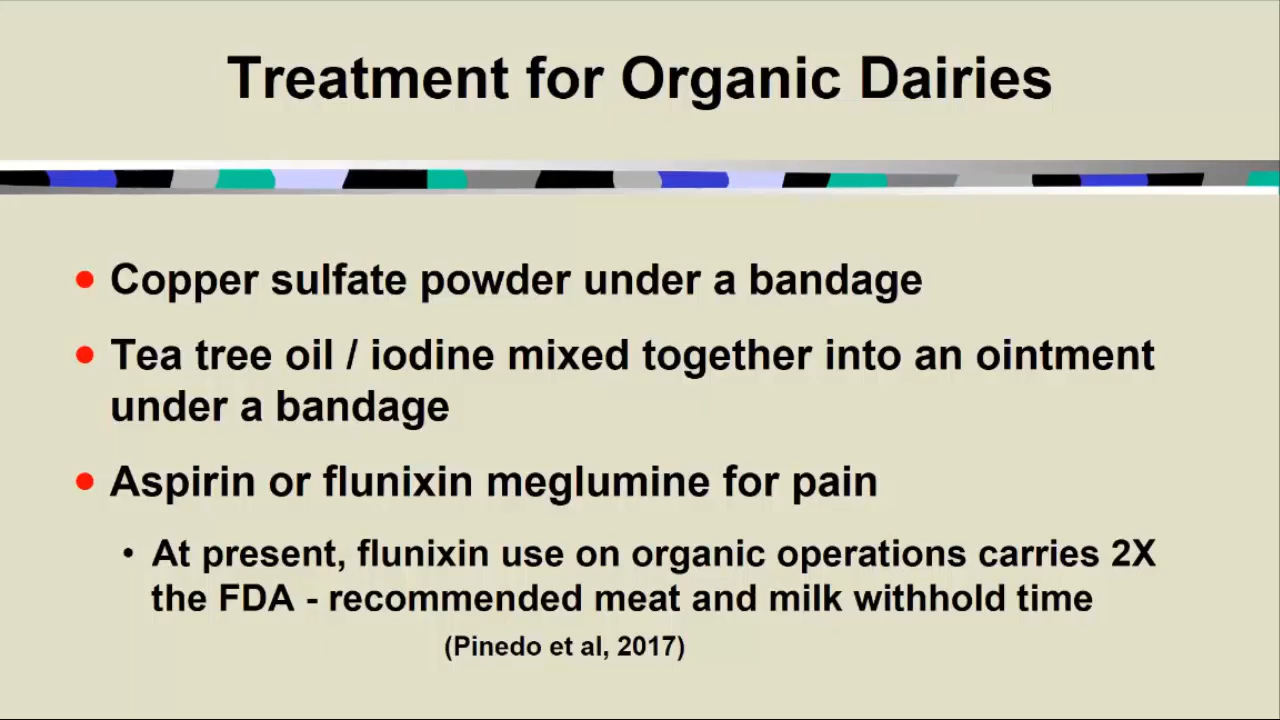 Treatment for Organic Dairies
• Copper sulfate powder under a bandage
• Tea tree oil / iodine mixed together into an ointment
under a bandage
• Aspirin or flunixin meglumine for pain
• At present, flunixin use on organic operations carries 2X
the FDA - recommended meat and milk withhold time
(Pinedo et al, 2017)